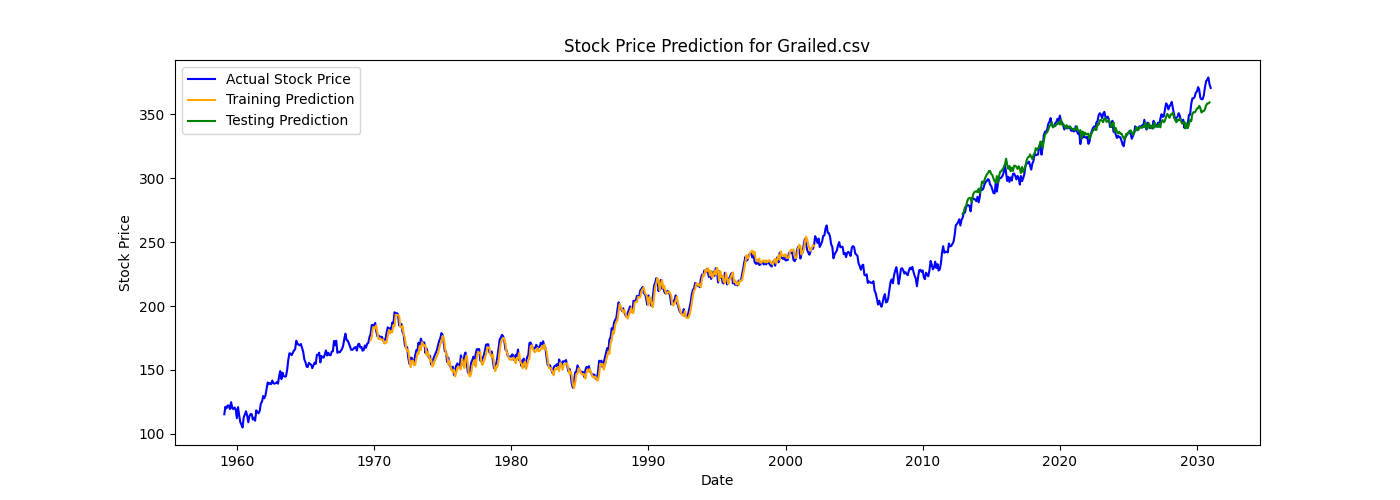 Stock Price Prediction for Grailed.csv
Actual Stock Price
Training Prediction
Testing Prediction
Stock Price
350
300
250
200
150
100
1960 1970 1980 1990 2000 2010 2020 2030
Date